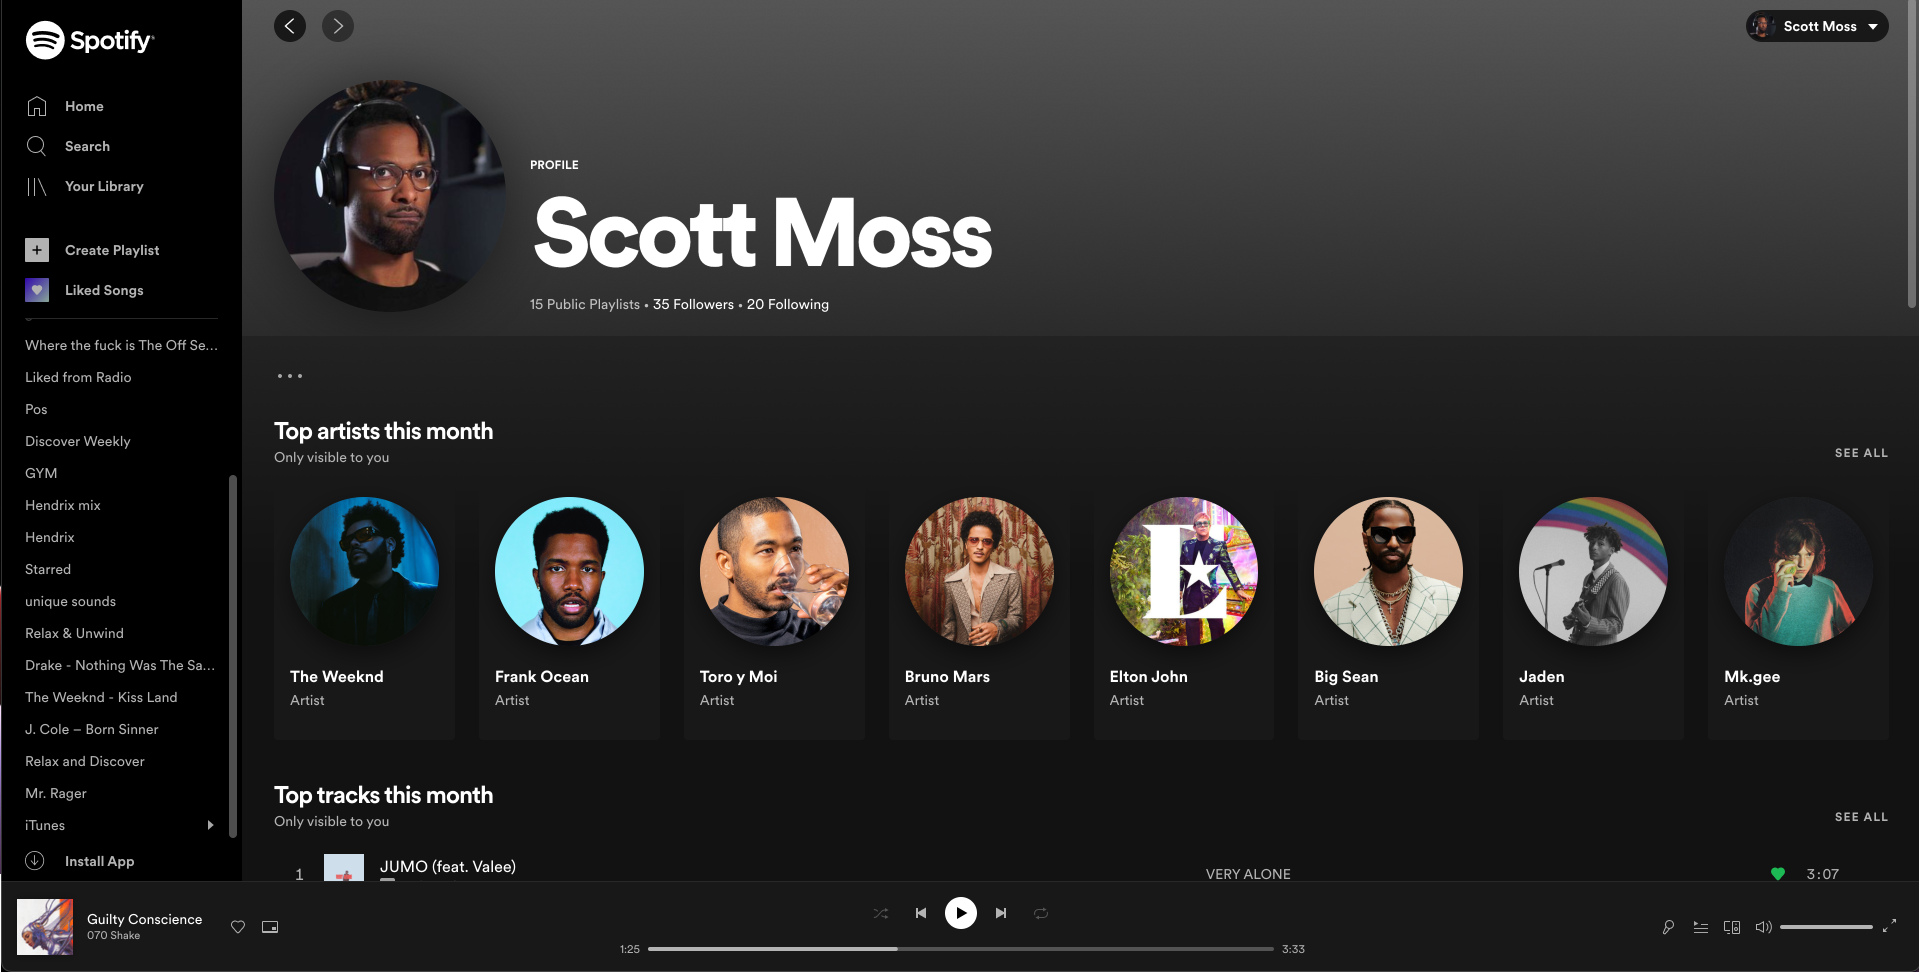 Spotify
Home
Search
Your Library
Create Playlist
Liked Songs
Where the fuck is The Off Se...
Liked from Radio
Pos
Discover Weekly
GYM
Hendrix mix
Hendrix
Starred
unique sounds
Relax & Unwind
Drake - Nothing Was The Sa...
The Weeknd - Kiss Land
J. Cole – Born Sinner
Relax and Discover
Mr. Rager
iTunes
Install App
Scott Moss
PROFILE
Scott Moss
15 Public Playlists • 35 Followers • 20 Following
Top artists this month
Only visible to you
SEE ALL
E
The Weeknd
Artist
Frank Ocean
Artist
Toro y Moi
Artist
Bruno Mars
Artist
Elton John
Artist
Big Sean
Artist
Jaden
Artist
Mk.gee
Artist
Top tracks this month
Only visible to you
SEE ALL
1 JUMO (feat. Valee) VERY ALONE 3:07
Guilty Conscience
070 Shake
1:25 3:33